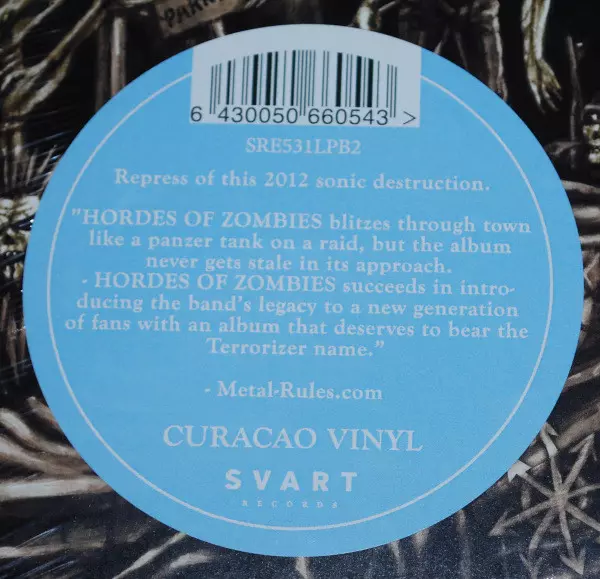 PARK
6 430050 660543 >
SRE531LPB2
Repress of this 2012 sonic destruction.
"HORDES OF ZOMBIES blitzes through town
like a panzer tank on a raid, but the album
never gets stale in its approach.
- HORDES OF ZOMBIES succeeds in intro-
ducing the band's legacy to a new generation
of fans with an album that deserves to bear the
Terrorizer name."
- Metal-Rules.com
CURACAO VINYL
SVART
RECORDS